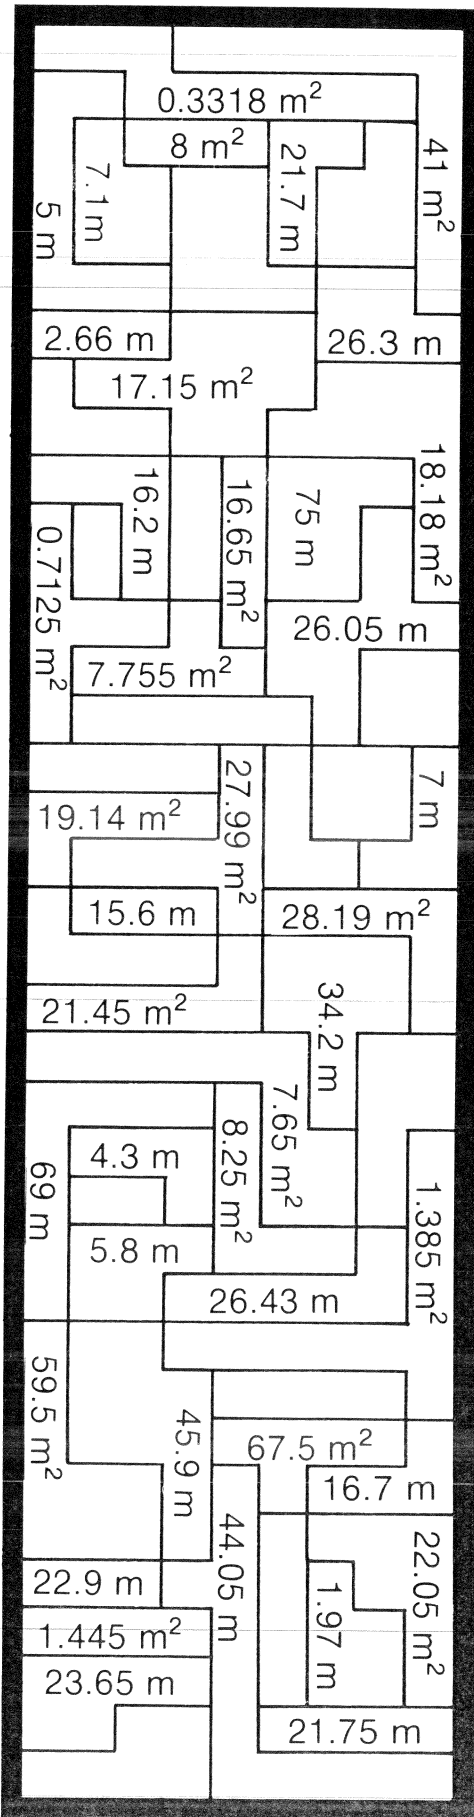 0.3318 m²
41 m²
8 m²
21.7 m
7.1m
5 m
2.66 m
26.3 m
17.15 m²
18.18 m²
16.2 m
16.65 m²
75 m
0.7125 m²
26.05 m
7.755 m²
27.99 m²
7 m
19.14 m²
15.6 m
28.19 m²
34.2 m
21.45 m²
7.65 m²
8.25 m²
4.3 m
69 m
1.385 m²
5.8 m
26.43 m
59.5 m²
45.9 m
67.5 m²
16.7 m
44.05 m
22.05 m²
22.9 m
1.97 m
1.445 m²
23.65 m
21.75 m